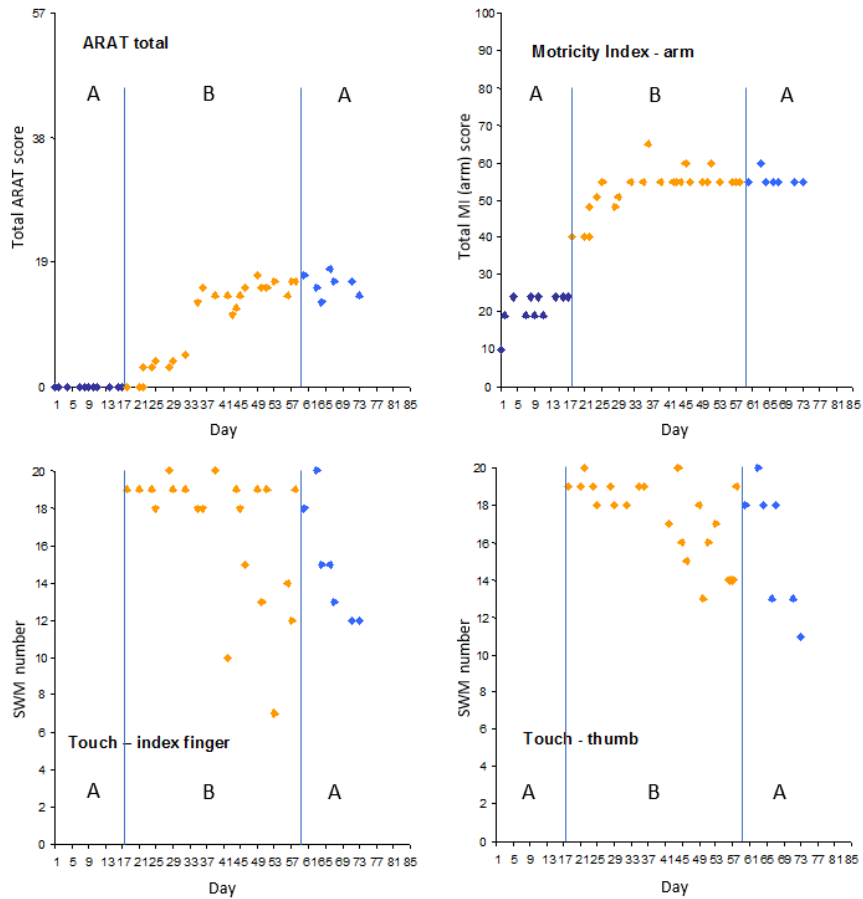 57
ARAT total
A
B
A
38
Total ARAT score
19
0
1 5 9 13 17 21 25 29 33 37 41 45 49 53 57 61 65 69 73 77 81 85
Day
100
90
Motricity Index - arm
80
A
B
A
70
60
50
Total MI (arm) score
40
30
20
10
0
1 5 9 13 17 21 25 29 33 37 41 45 49 53 57 61 65 69 73 77 81 85
Day
20
18
16
14
12
10
SWM number
8
6
Touch – index finger
4
A
B
A
2
0
1 5 9 13 17 21 25 29 33 37 41 45 49 53 57 61 65 69 73 77 81 85
Day
20
18
16
14
12
10
SWM number
8
6
Touch - thumb
4
A
B
A
2
0
1 5 9 13 17 21 25 29 33 37 41 45 49 53 57 61 65 69 73 77 81 85
Day